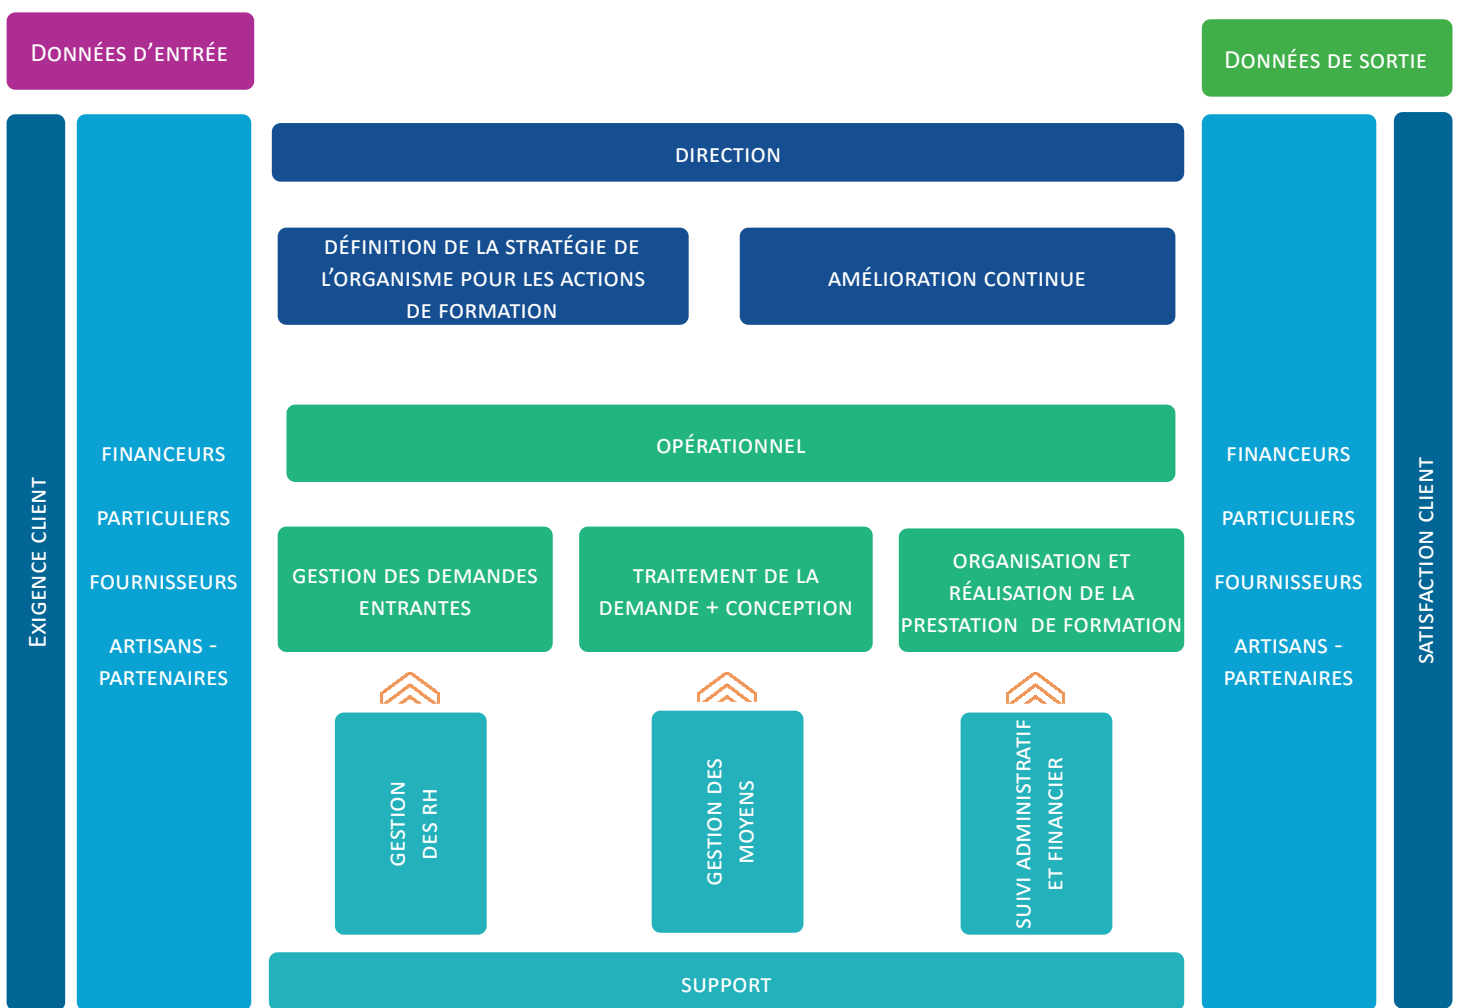 DONNÉES D'ENTRÉE
DONNÉES DE SORTIE
EXIGENCE CLIENT
FINANCEURS
PARTICULIERS
FOURNISSEURS
ARTISANS -
PARTENAIRES
DIRECTION
DÉFINITION DE LA STRATÉGIE DE
L'ORGANISME POUR LES ACTIONS
DE FORMATION
AMÉLIORATION CONTINUE
OPÉRATIONNEL
GESTION DES DEMANDES
ENTRANTES
TRAITEMENT DE LA
DEMANDE + CONCEPTION
ORGANISATION ET
RÉALISATION DE LA
PRESTATION DE FORMATION
GESTION
DES RH
GESTION DES
MOYENS
SUIVI ADMINISTRATIF
ET FINANCIER
SUPPORT
FINANCEURS
PARTICULIERS
FOURNISSEURS
ARTISANS -
PARTENAIRES
SATISFACTION CLIENT